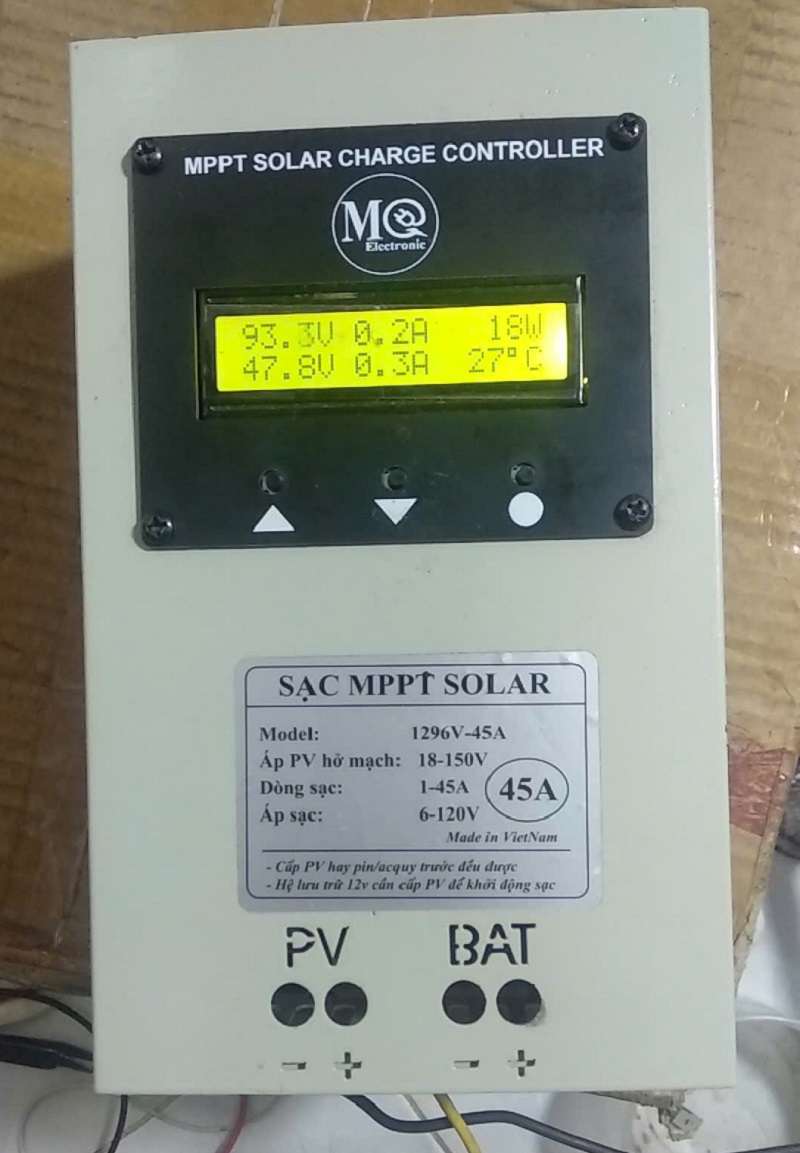 MPPT SOLAR CHARGE CONTROLLER
MQ
Electronic
93.3V 0.2A 18W
47.8V 0.3A 27°C
SẠC MPPT SOLAR
Model: 1296V-45A
Áp PV hở mạch: 18-150V
Dòng sạc: 1-45A
45A
Áp sạc: 6-120V
Made in VietNam
- Cấp PV hay pin/acquy trước đều được
- Hệ lưu trữ 12v cần cấp PV để khởi động sạc
PV BAT
- + - +